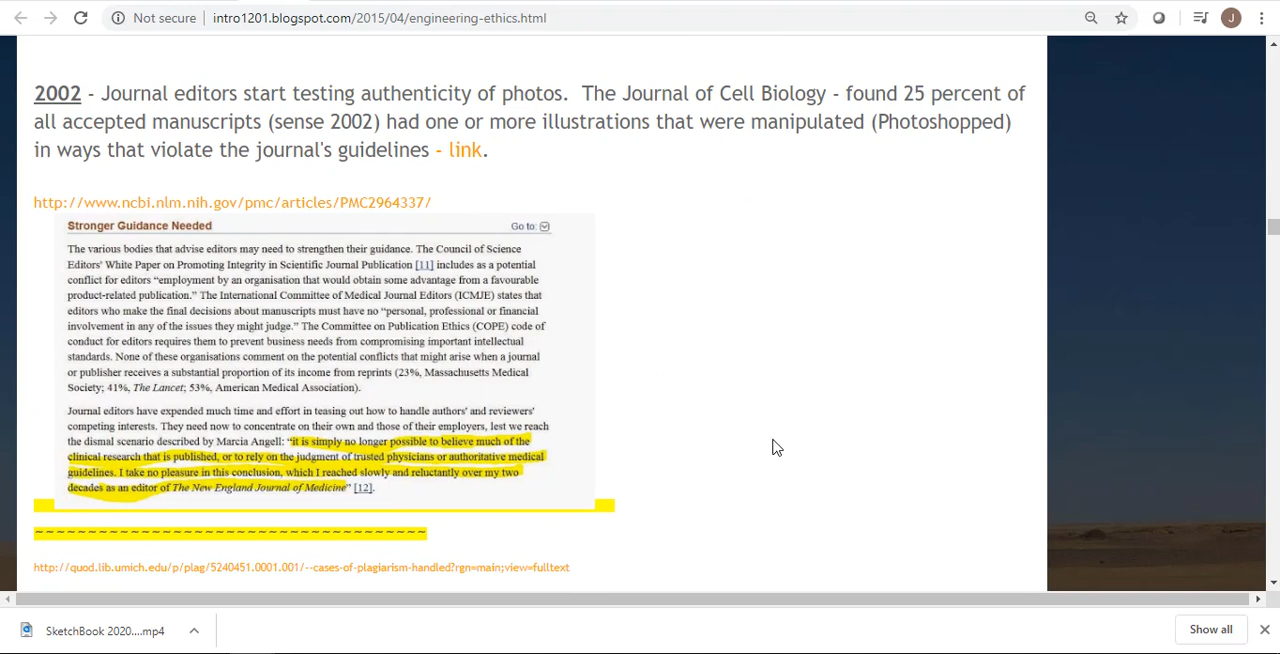 Not secure
intro1201.blogspot.com/2015/04/engineering-ethics.html
J
2002 - Journal editors start testing authenticity of photos.  The Journal of Cell Biology - found 25 percent of
all accepted manuscripts (sense 2002) had one or more illustrations that were manipulated (Photoshopped)
in ways that violate the journal's guidelines - link.
http://www.ncbi.nlm.nih.gov/pmc/articles/PMC2964337/
Stronger Guidance Needed
Go to:
The various bodies that advise editors may need to strengthen their guidance. The Council of Science
Editors' White Paper on Promoting Integrity in Scientific Journal Publication [11] includes as a potential
conflict for editors “employment by an organisation that would obtain some advantage from a favourable
product-related publication.” The International Committee of Medical Journal Editors (ICMJE) states that
editors who make the final decisions about manuscripts must have no “personal, professional or financial
involvement in any of the issues they might judge.” The Committee on Publication Ethics (COPE) code of
conduct for editors requires them to prevent business needs from compromising important intellectual
standards. None of these organisations comment on the potential conflicts that might arise when a journal
or publisher receives a substantial proportion of its income from reprints (23%, Massachusetts Medical
Society; 41%, The Lancet; 53%, American Medical Association).
Journal editors have expended much time and effort in teasing out how to handle authors' and reviewers'
competing interests. They need now to concentrate on their own and those of their employers, lest we reach
the dismal scenario described by Marcia Angell: “it is simply no longer possible to believe much of the
clinical research that is published, or to rely on the judgment of trusted physicians or authoritative medical
guidelines. I take no pleasure in this conclusion, which I reached slowly and reluctantly over my two
decades as an editor of The New England Journal of Medicine” [12].
~~~~~~~~~~~~~~~~~~~~~~~~~~~~~~~~~
http://quod.lib.umich.edu/p/plag/5240451.0001.001/--cases-of-plagiarism-handled?rgn=main;view=fulltext
SketchBook 2020....mp4
Show all